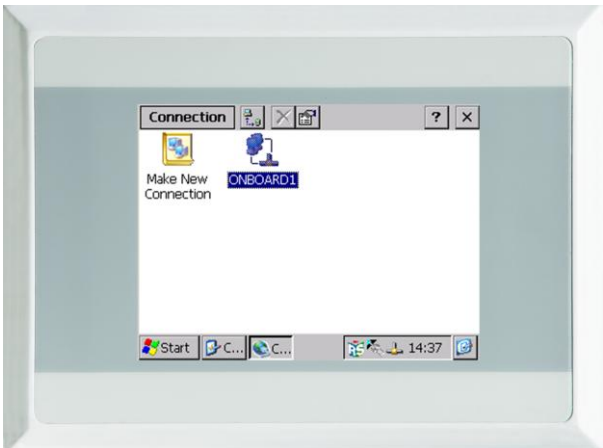 Connection
? ×
Make New
Connection
ONBOARD1
Start C... C... 14:37